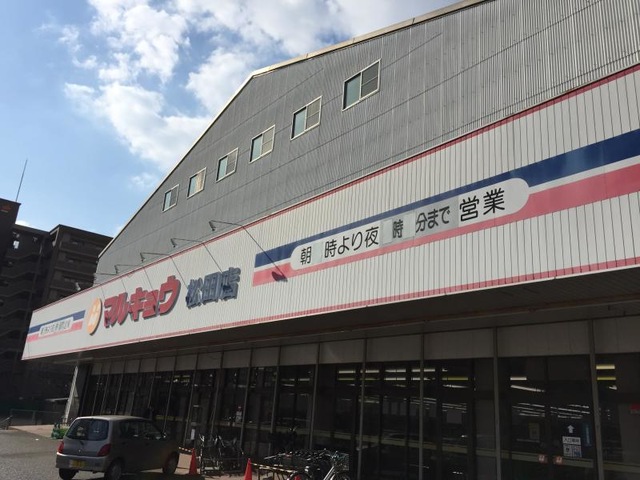 マルキョウ 松田店
朝 時より夜 時 分まで営業